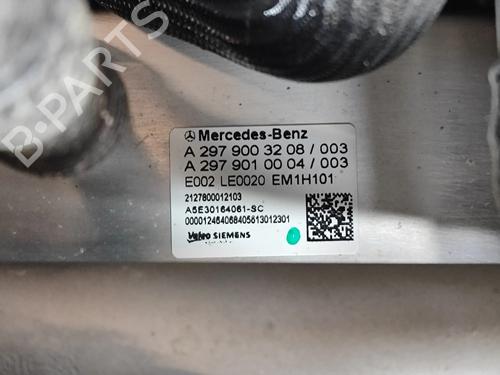 Mercedes-Benz
A 297 900 32 08 / 003
A 297 901 00 04 / 003
E002 LE0020 EM1H101
2127800012103
A5E30164061-SC
000012464068405613012301
Valeo SIEMENS
B-PARTS